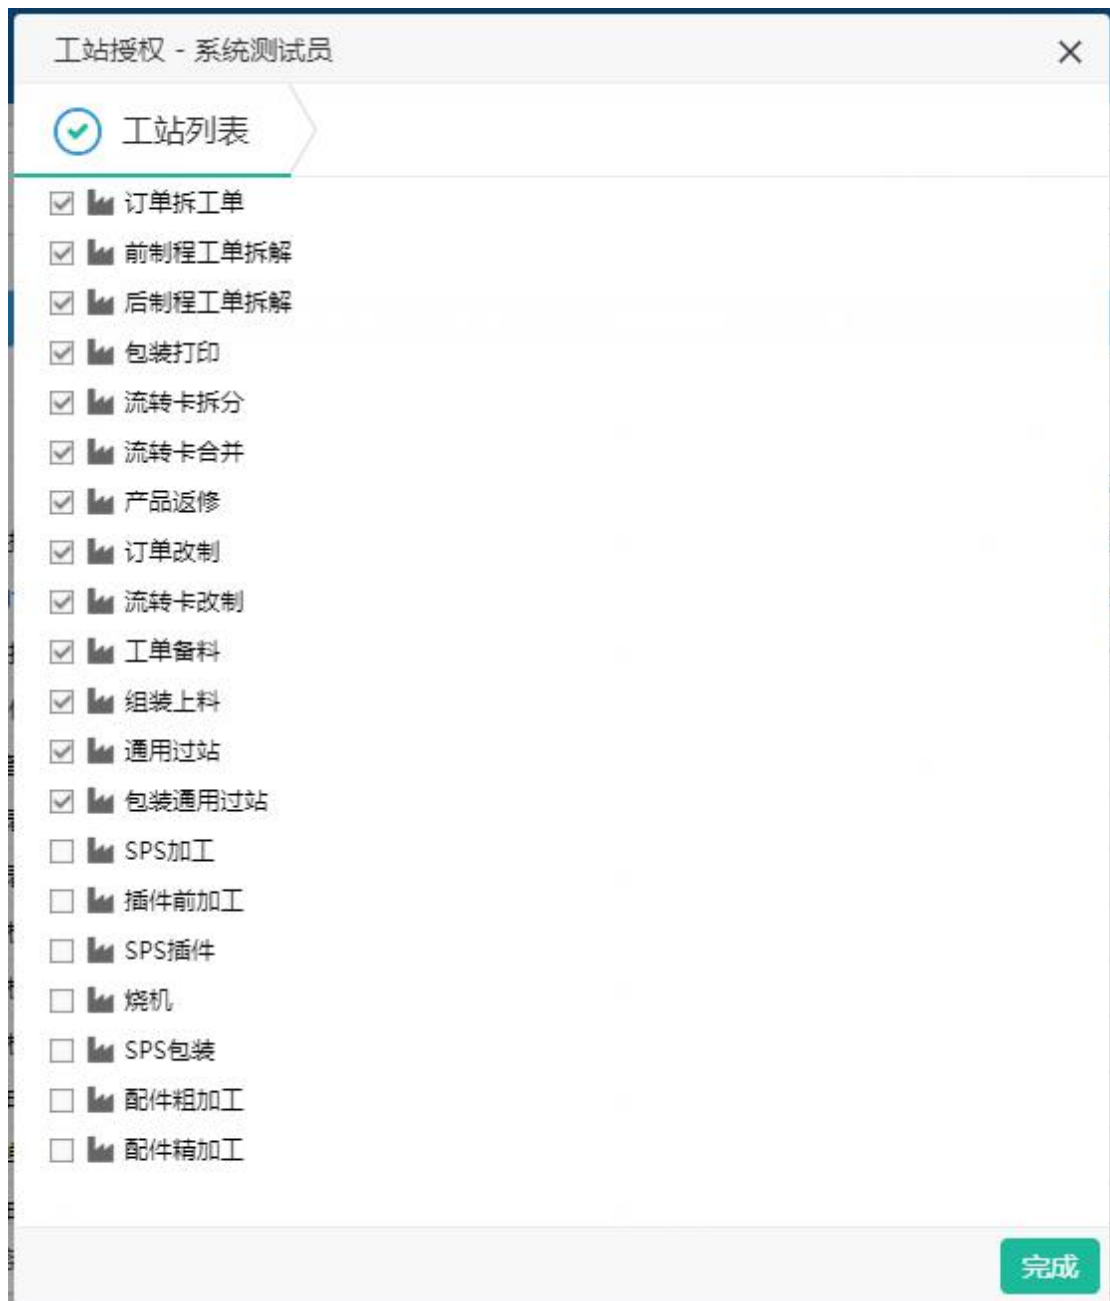 工站授权 - 系统测试员
工站列表
订单拆工单
前制程工单拆解
后制程工单拆解
包装打印
流转卡拆分
流转卡合并
产品返修
订单改制
流转卡改制
工单备料
组装上料
通用过站
包装通用过站
SPS加工
插件前加工
SPS插件
烧机
SPS包装
配件粗加工
配件精加工
完成